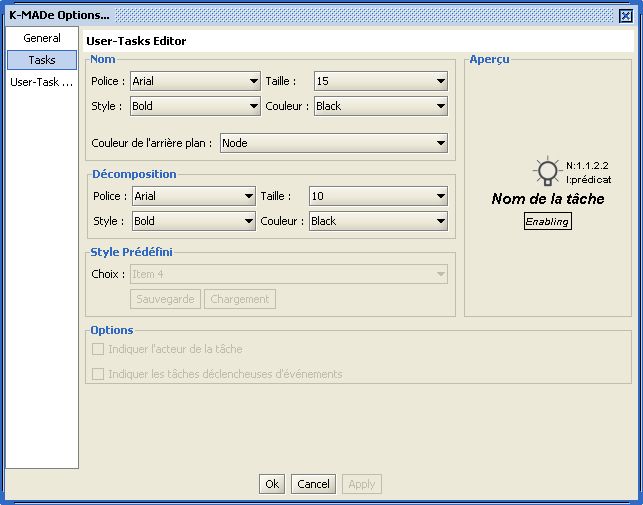 K-MADe Options...
General
Tasks
User-Task ...
User-Tasks Editor
Nom
Police : Arial Taille : 15
Style : Bold Couleur : Black
Couleur de l'arrière plan : Node
Décomposition
Police : Arial Taille : 10
Style : Bold Couleur : Black
Style Prédéfini
Choix : Item 4
Sauvegarde Chargement
Options
Indiquer l'acteur de la tâche
Indiquer les tâches déclencheuses d'événements
Aperçu
N:1.1.2.2
I:prédicat
Nom de la tâche
Enabling
Ok Cancel Apply